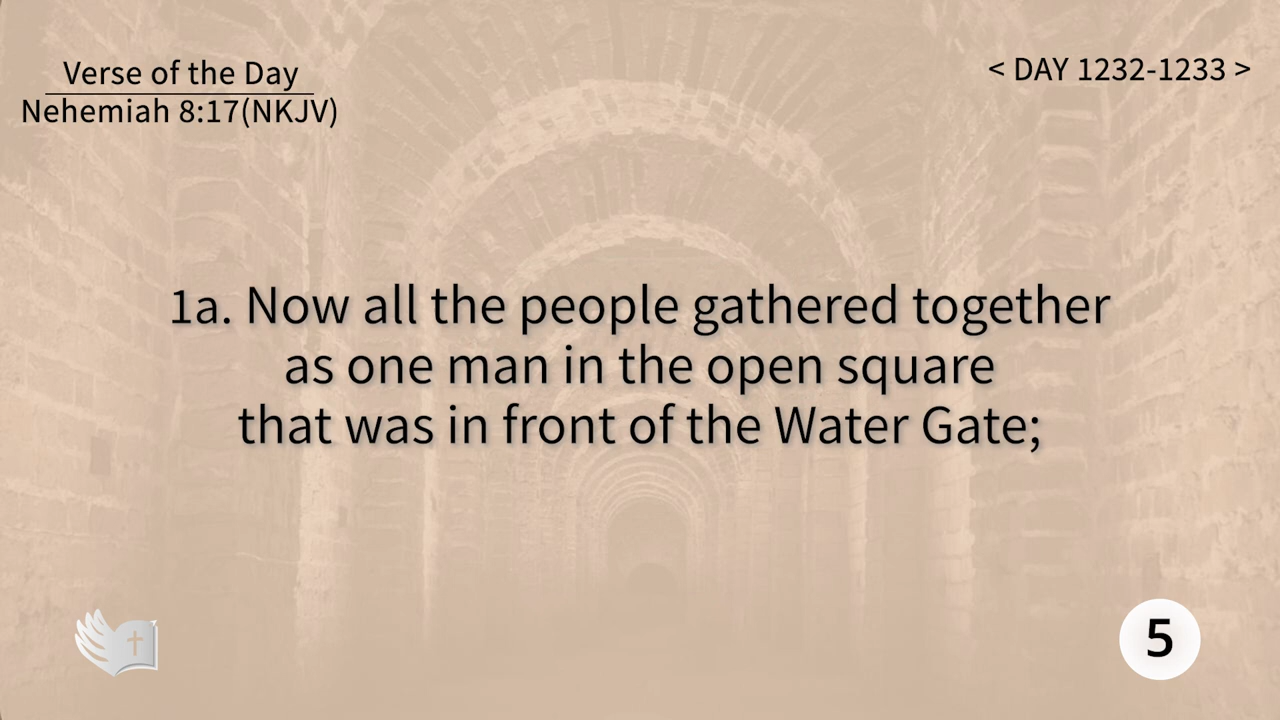 Verse of the Day
Nehemiah 8:17(NKJV)
< DAY 1232-1233 >
1a. Now all the people gathered together
as one man in the open square
that was in front of the Water Gate;
5